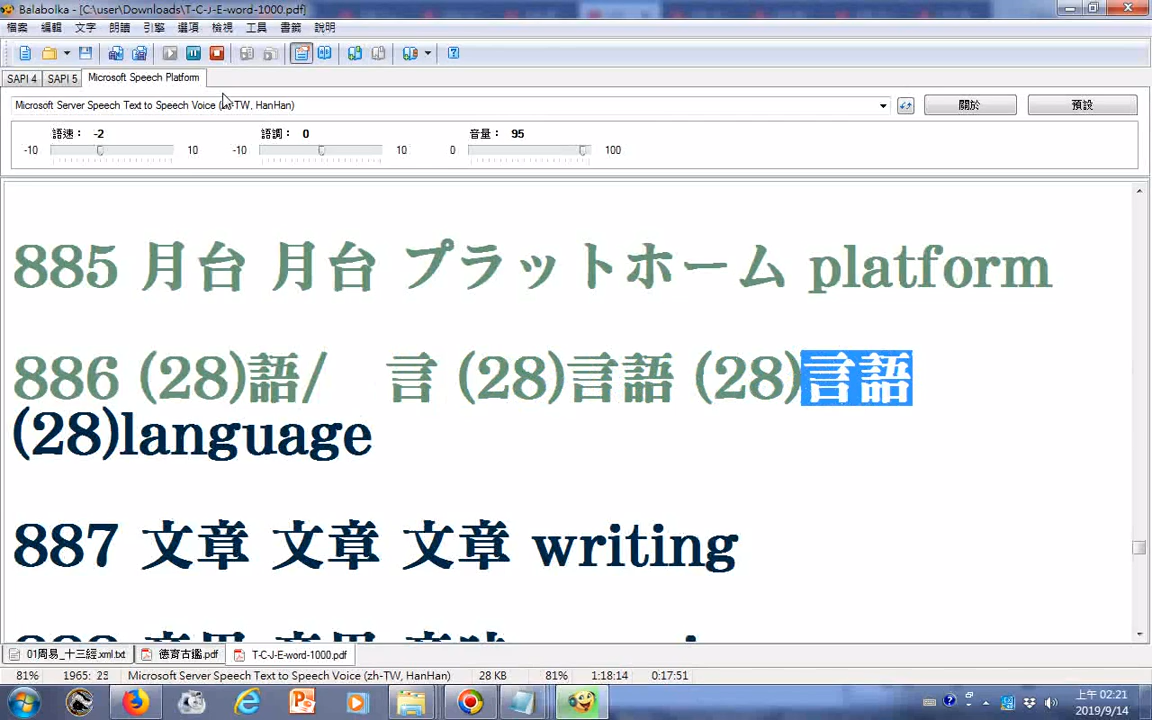 Balabolka - [C:\user\Downloads\T-C-J-E-word-1000.pdf]
檔案 編輯 文字 朗讀 引擎 選項 檢視 工具 書籤 說明
SAPI 4 SAPI 5 Microsoft Speech Platform
Microsoft Server Speech Text to Speech Voice (zh-TW, HanHan) 關於 預設
語速： -2 語調： 0 音量： 95
-10 10 -10 10 0 100
885 月台 月台 プラットホーム platform
886 (28)語/ 言 (28)言語 (28)言語
(28)language
887 文章 文章 文章 writing
01周易_十三經.xml.txt 德育古鑑.pdf T-C-J-E-word-1000.pdf
81% 1965: 23 Microsoft Server Speech Text to Speech Voice (zh-TW, HanHan) 28 KB 81% 1:18:14 0:17:51
上午 02:21
2019/9/14